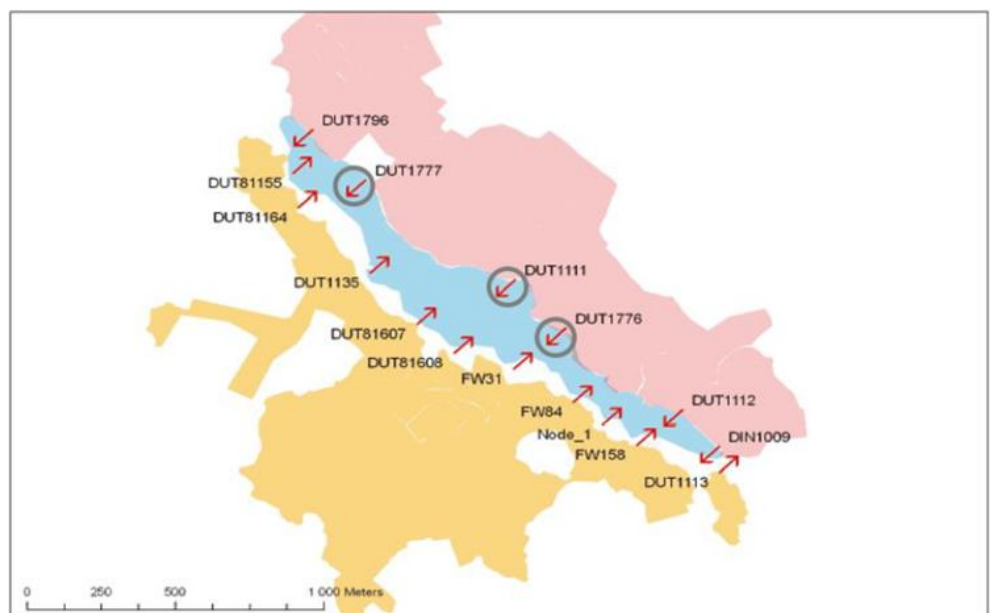 DUT1796
DUT1777
DUT81155
DUT81164
DUT1111
DUT1135
DUT1776
DUT81607
DUT81608
FW31
DUT1112
FW84
Node_1
DIN1009
FW158
DUT1113
0 250 500 1 000 Meters